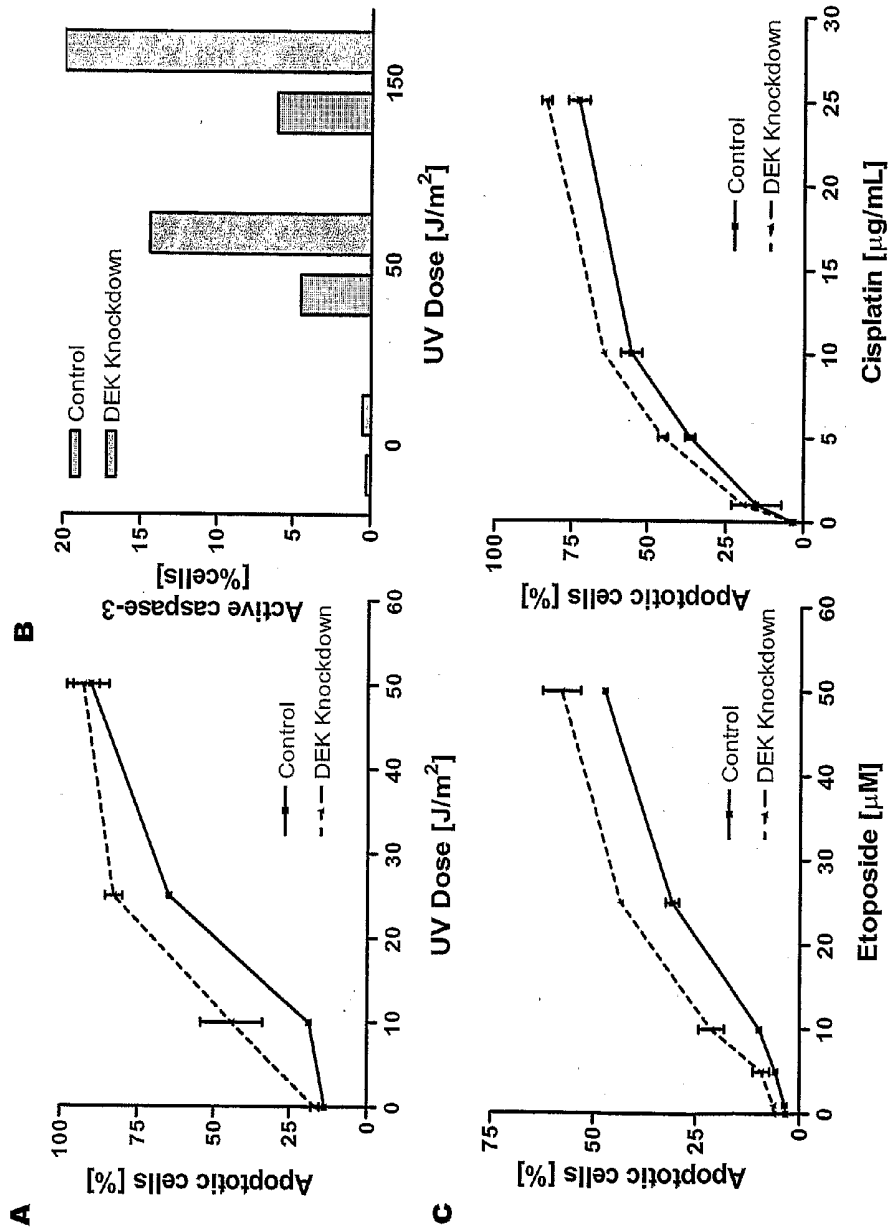 A
Apoptotic cells [%]
100
75
50
25
0
0 10 20 30 40 50 60
UV Dose [J/m²]
Control
DEK Knockdown
B
Active caspase-3
[%cells]
20
15
10
5
0
0 50 150
UV Dose [J/m²]
Control
DEK Knockdown
C
Apoptotic cells [%]
75
50
25
0
0 10 20 30 40 50 60
Etoposide [μM]
Control
DEK Knockdown
Apoptotic cells [%]
100
75
50
25
0
0 5 10 15 20 25 30
Cisplatin [μg/mL]
Control
DEK Knockdown